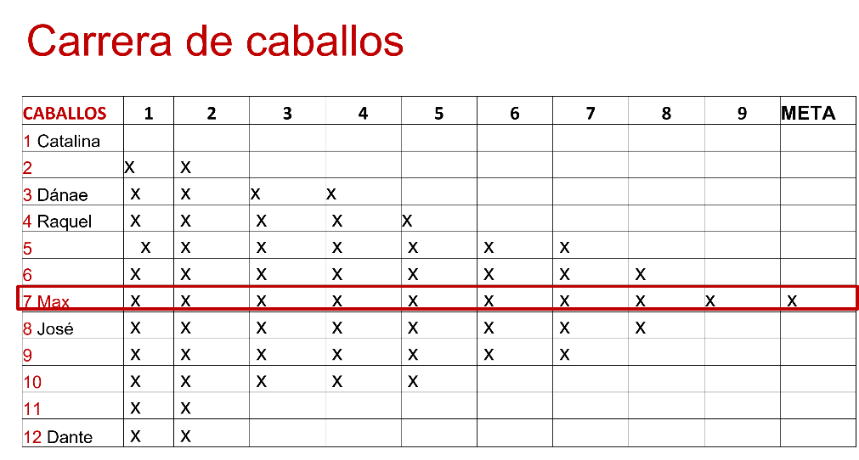 Carrera de caballos
CABALLOS 1 2 3 4 5 6 7 8 9 META
1 Catalina
2 X X
3 Dánae X X X X
4 Raquel X X X X X
5 X X X X X X X
6 X X X X X X X X
7 Max X X X X X X X X X X
8 José X X X X X X X X
9 X X X X X X X
10 X X X X X
11 X X
12 Dante X X